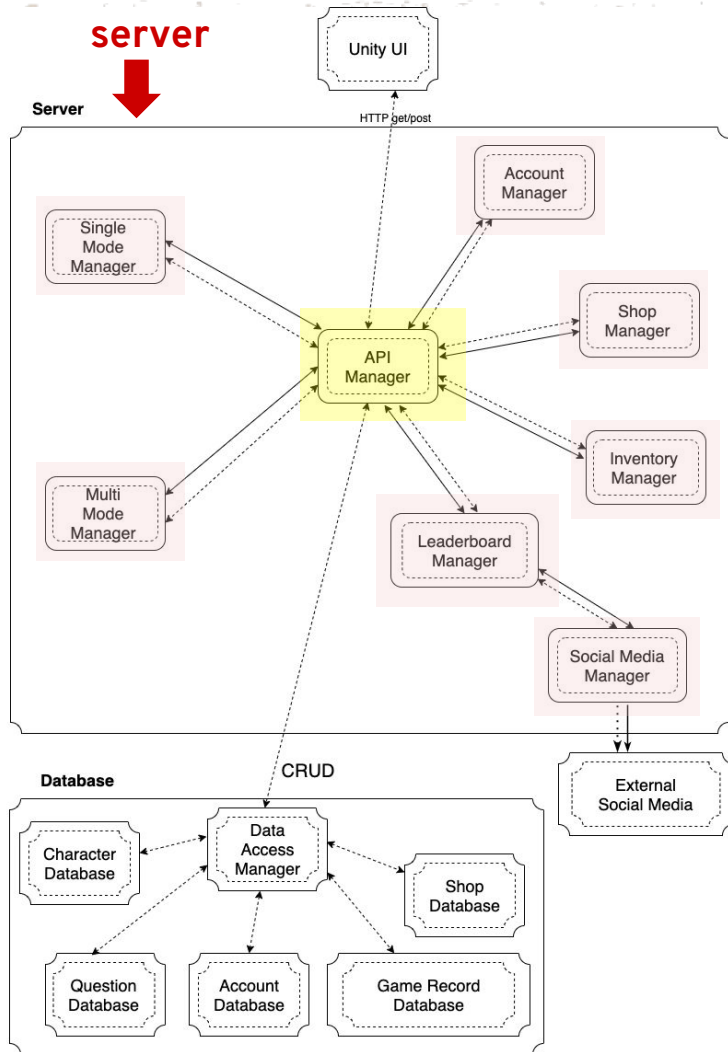 server
Unity UI
Server
HTTP get/post
Account
Manager
Single
Mode
Manager
Shop
Manager
API
Manager
Inventory
Manager
Multi
Mode
Manager
Leaderboard
Manager
Social Media
Manager
Database
CRUD
External
Social Media
Data
Access
Manager
Character
Database
Shop
Database
Question
Database
Account
Database
Game Record
Database